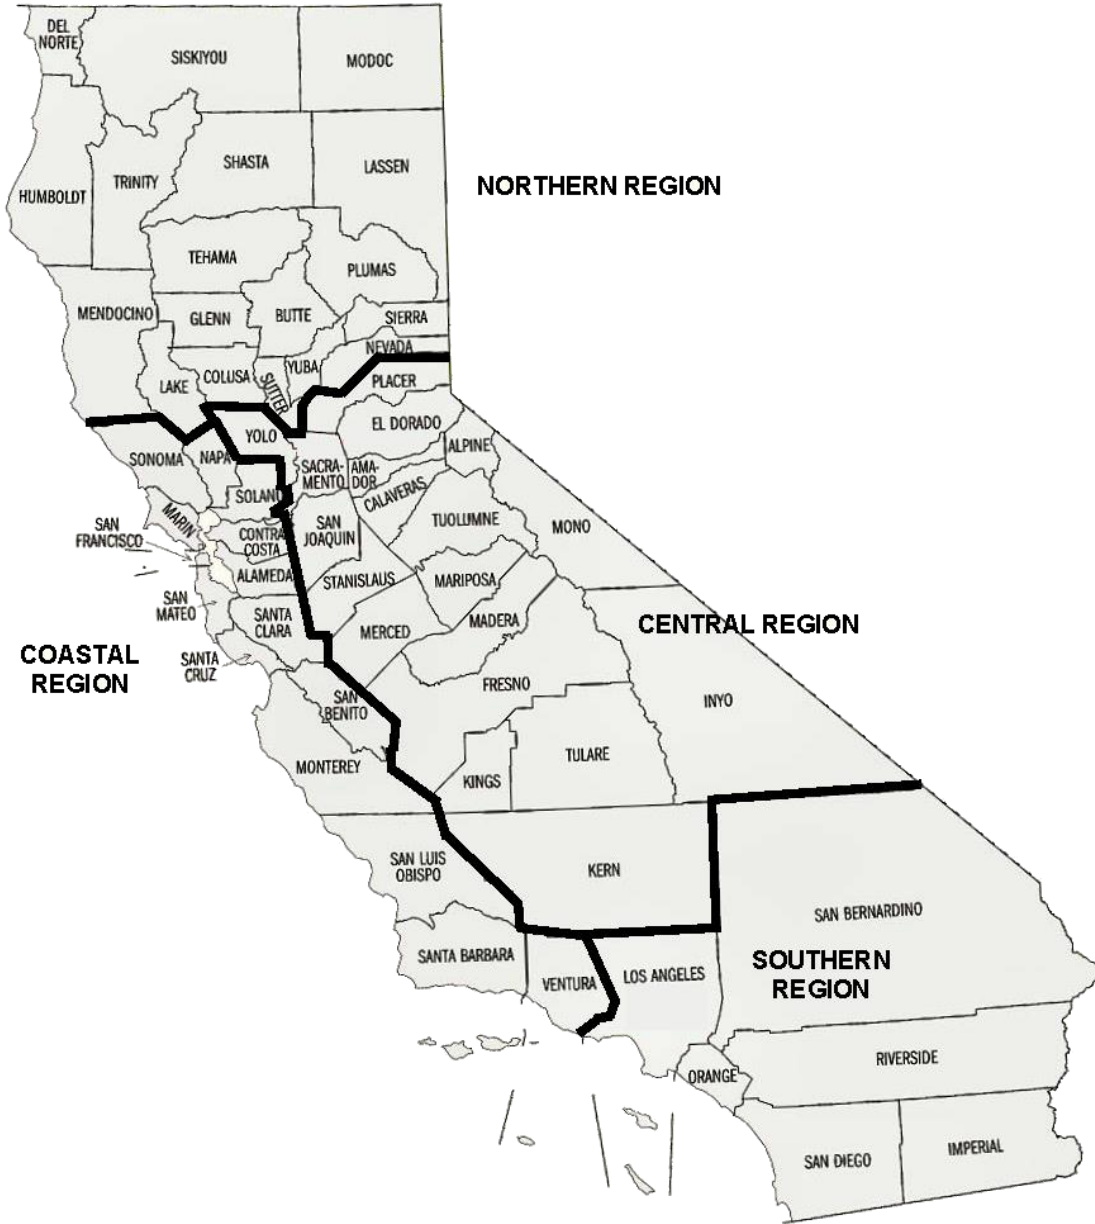 DEL
NORTE
SISKIYOU
MODOC
HUMBOLDT
TRINITY
SHASTA
LASSEN
NORTHERN REGION
TEHAMA
PLUMAS
MENDOCINO
GLENN
BUTTE
SIERRA
NEVADA
YUBA
COLUSA
SUTTER
LAKE
PLACER
EL DORADO
YOLO
SONOMA
NAPA
SACRA-
MENTO
AMA-
DOR
ALPINE
SOLANO
CALAVERAS
MARIN
SAN
FRANCISCO
CONTRA
COSTA
SAN
JOAQUIN
TUOLUMNE
MONO
ALAMEDA
STANISLAUS
MARIPOSA
SAN
MATEO
SANTA
CLARA
MERCED
MADERA
CENTRAL REGION
COASTAL
REGION
SANTA
CRUZ
SAN
BENITO
FRESNO
INYO
MONTEREY
KINGS
TULARE
SAN LUIS
OBISPO
KERN
SAN BERNARDINO
SANTA BARBARA
VENTURA
LOS ANGELES
SOUTHERN
REGION
ORANGE
RIVERSIDE
SAN DIEGO
IMPERIAL